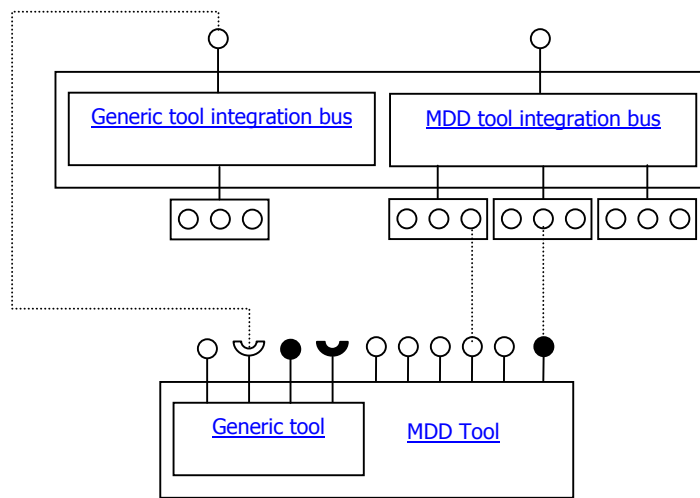 Generic tool integration bus
MDD tool integration bus
Generic tool
MDD Tool